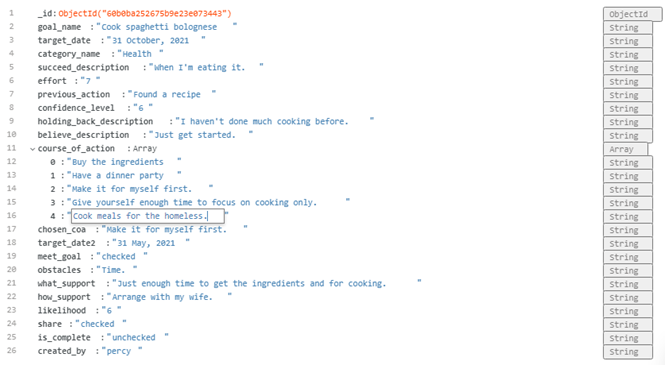 1 _id:ObjectId("60b0ba252675b9e23e073443") ObjectId
2 goal_name :"Cook spaghetti bolognese " String
3 target_date :"31 October, 2021 " String
4 category_name :"Health " String
5 succeed_description :"When I'm eating it. " String
6 effort :"7 " String
7 previous_action :"Found a recipe " String
8 confidence_level :"6 " String
9 holding_back_description :"I haven't done much cooking before. " String
10 believe_description :"Just get started. " String
11 course_of_action :Array Array
12 0 :"Buy the ingredients " String
13 1 :"Have a dinner party " String
14 2 :"Make it for myself first. " String
15 3 :"Give yourself enough time to focus on cooking only. " String
16 4 :"Cook meals for the homeless. " String
17 chosen_coa :"Make it for myself first. " String
18 target_date2 :"31 May, 2021 " String
19 meet_goal :"checked " String
20 obstacles :"Time. " String
21 what_support :"Just enough time to get the ingredients and for cooking. " String
22 how_support :"Arrange with my wife. " String
23 likelihood :"6 " String
24 share :"checked " String
25 is_complete :"unchecked " String
26 created_by :"percy " String